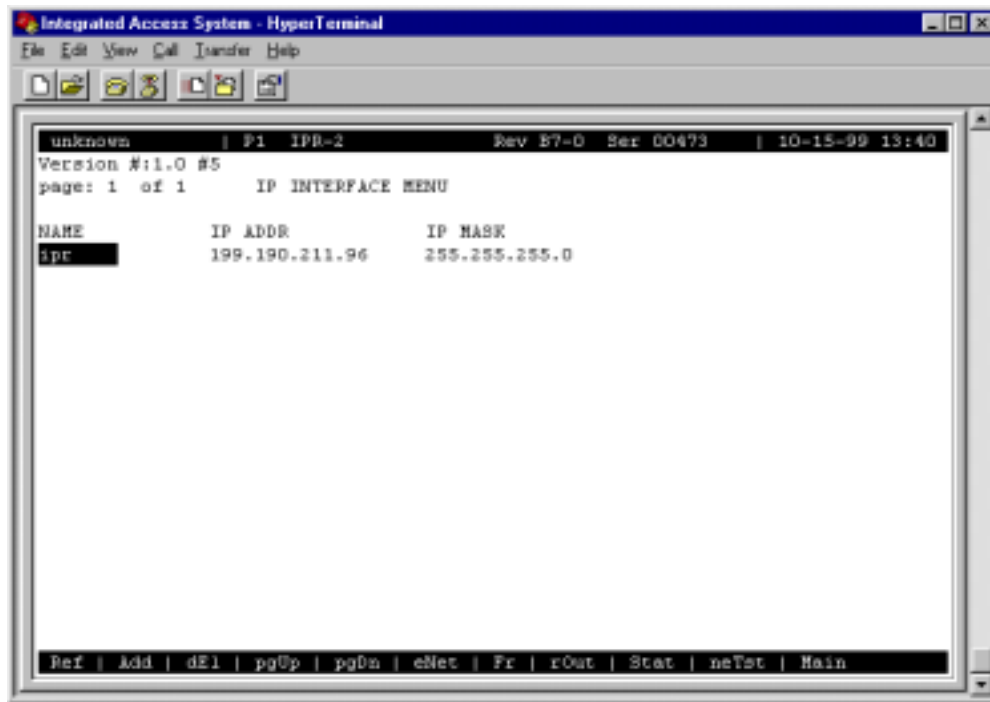 Integrated Access System - HyperTerminal
File Edit View Call Transfer Help
unknown | P1 IPR-2 Rev B7-0 Ser 00473 | 10-15-99 13:40
Version #:1.0 #5
page: 1 of 1 IP INTERFACE MENU
NAME IP ADDR IP MASK
ipr 199.190.211.96 255.255.255.0
Ref | Add | dEl | pgUp | pgDn | eNet | Fr | rOut | Stat | neTst | Main